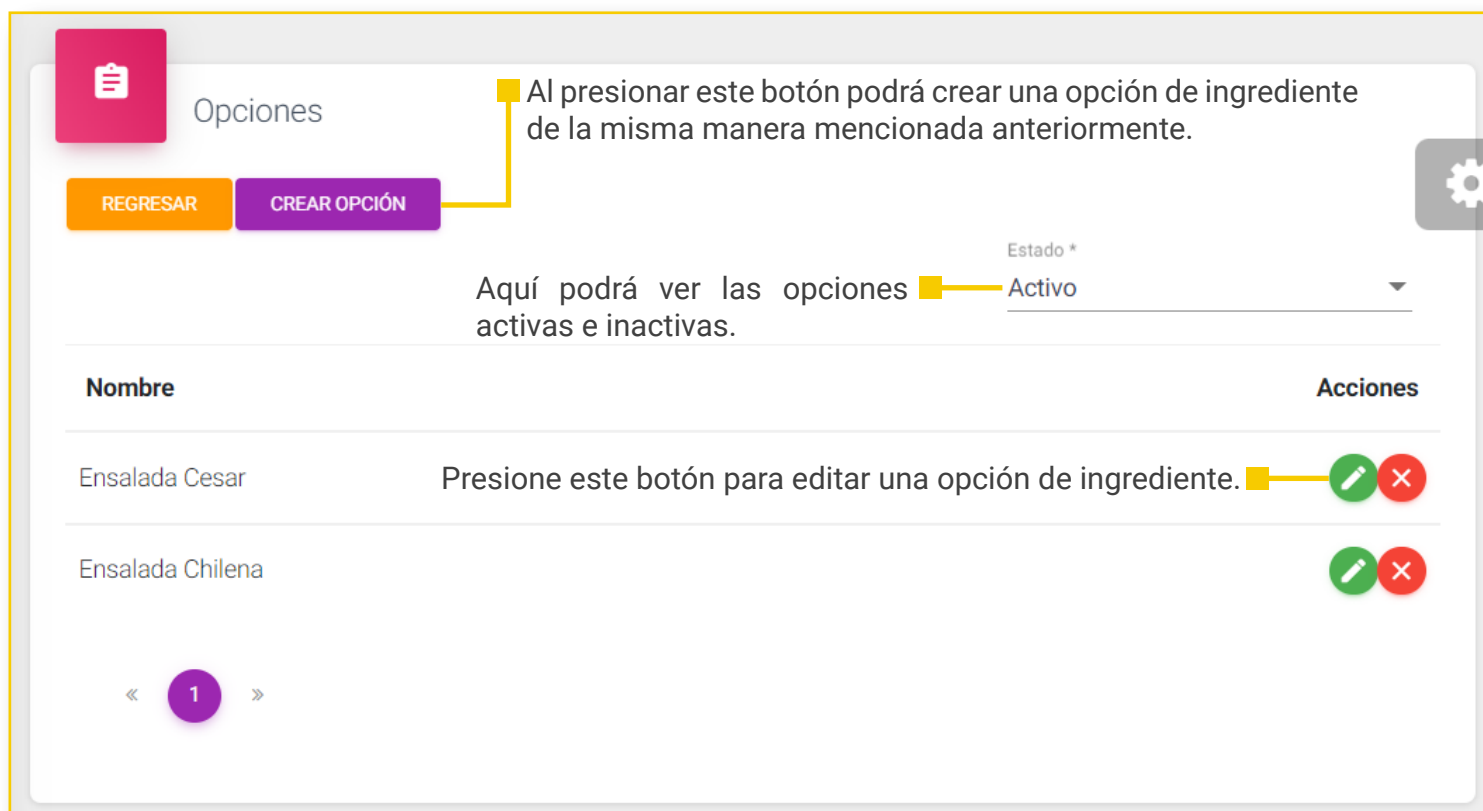 Opciones
Al presionar este botón podrá crear una opción de ingrediente
de la misma manera mencionada anteriormente.
REGRESAR
CREAR OPCIÓN
Estado *
Aquí podrá ver las opciones
activas e inactivas.
Activo
Nombre
Acciones
Ensalada Cesar
Presione este botón para editar una opción de ingrediente.
Ensalada Chilena
« 1 »